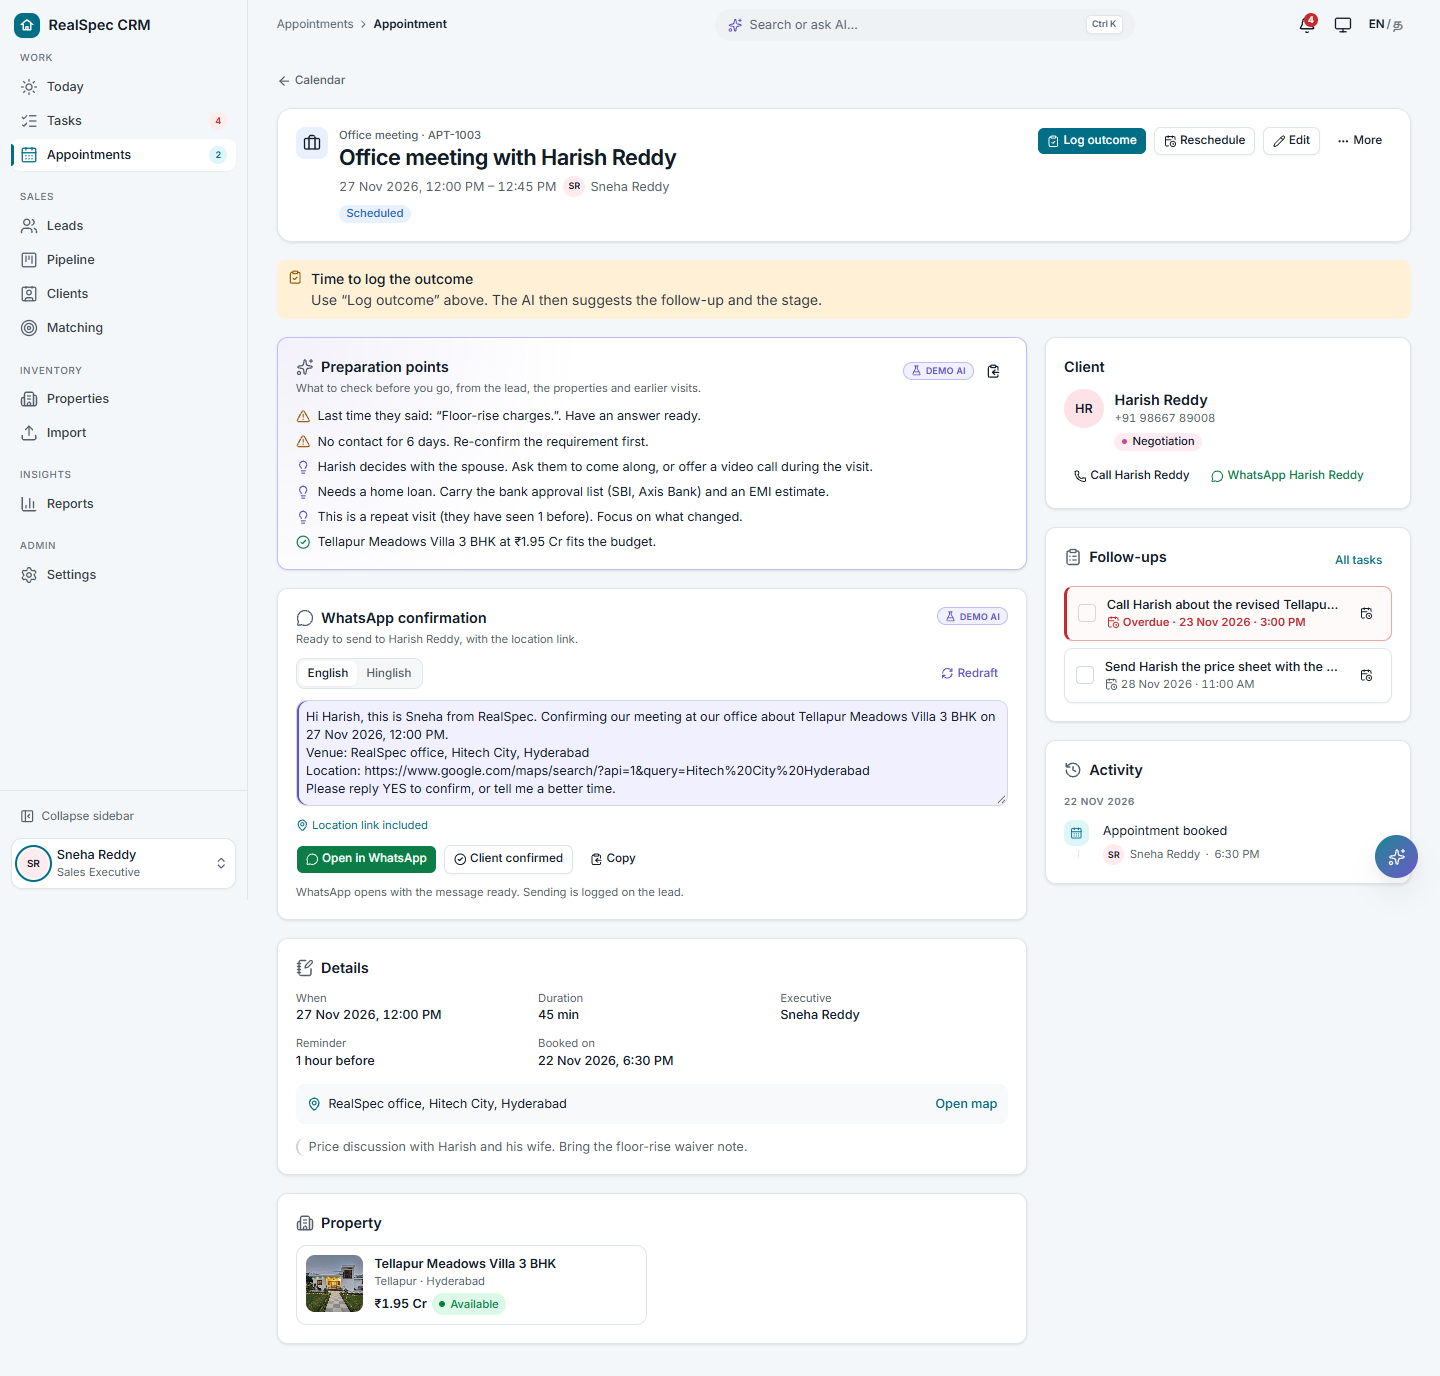 RealSpec CRM
WORK
Today
Tasks 4
Appointments 2
SALES
Leads
Pipeline
Clients
Matching
INVENTORY
Properties
Import
INSIGHTS
Reports
ADMIN
Settings
Collapse sidebar
SR Sneha Reddy
Sales Executive
Appointments > Appointment
Search or ask AI... Ctrl K
4
EN / த
Calendar
Office meeting · APT-1003
Office meeting with Harish Reddy
27 Nov 2026, 12:00 PM – 12:45 PM SR Sneha Reddy
Scheduled
Log outcome
Reschedule
Edit
More
Time to log the outcome
Use “Log outcome” above. The AI then suggests the follow-up and the stage.
Preparation points
DEMO AI
What to check before you go, from the lead, the properties and earlier visits.
Last time they said: “Floor-rise charges.”. Have an answer ready.
No contact for 6 days. Re-confirm the requirement first.
Harish decides with the spouse. Ask them to come along, or offer a video call during the visit.
Needs a home loan. Carry the bank approval list (SBI, Axis Bank) and an EMI estimate.
This is a repeat visit (they have seen 1 before). Focus on what changed.
Tellapur Meadows Villa 3 BHK at ₹1.95 Cr fits the budget.
WhatsApp confirmation
DEMO AI
Ready to send to Harish Reddy, with the location link.
English Hinglish
Redraft
Hi Harish, this is Sneha from RealSpec. Confirming our meeting at our office about Tellapur Meadows Villa 3 BHK on
27 Nov 2026, 12:00 PM.
Venue: RealSpec office, Hitech City, Hyderabad
Location: https://www.google.com/maps/search/?api=1&query=Hitech%20City%20Hyderabad
Please reply YES to confirm, or tell me a better time.
Location link included
Open in WhatsApp
Client confirmed
Copy
WhatsApp opens with the message ready. Sending is logged on the lead.
Details
When
27 Nov 2026, 12:00 PM
Duration
45 min
Executive
Sneha Reddy
Reminder
1 hour before
Booked on
22 Nov 2026, 6:30 PM
RealSpec office, Hitech City, Hyderabad
Open map
Price discussion with Harish and his wife. Bring the floor-rise waiver note.
Property
Tellapur Meadows Villa 3 BHK
Tellapur · Hyderabad
₹1.95 Cr Available
Client
HR Harish Reddy
+91 98667 89008
Negotiation
Call Harish Reddy
WhatsApp Harish Reddy
Follow-ups
All tasks
Call Harish about the revised Tellapu...
Overdue · 23 Nov 2026 · 3:00 PM
Send Harish the price sheet with the ...
28 Nov 2026 · 11:00 AM
Activity
22 NOV 2026
Appointment booked
SR Sneha Reddy · 6:30 PM